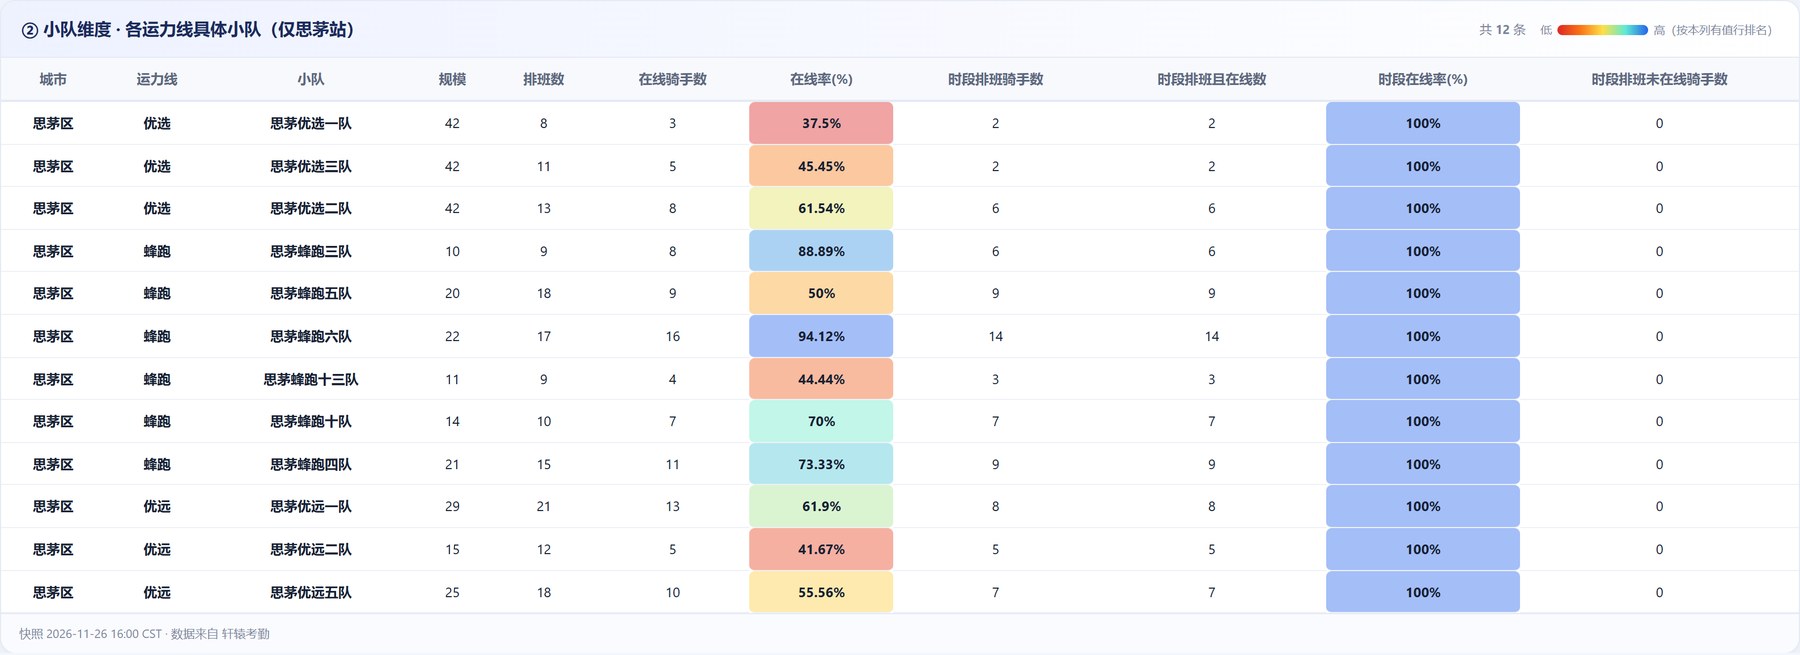 ② 小队维度 · 各运力线具体小队（仅思茅站）
共 12 条 低 高 (按本列有值行排名)
城市 运力线 小队 规模 排班数 在线骑手数 在线率(%) 时段排班骑手数 时段排班且在线数 时段在线率(%) 时段排班未在线骑手数
思茅区 优选 思茅优选一队 42 8 3 37.5% 2 2 100% 0
思茅区 优选 思茅优选三队 42 11 5 45.45% 2 2 100% 0
思茅区 优选 思茅优选二队 42 13 8 61.54% 6 6 100% 0
思茅区 蜂跑 思茅蜂跑三队 10 9 8 88.89% 6 6 100% 0
思茅区 蜂跑 思茅蜂跑五队 20 18 9 50% 9 9 100% 0
思茅区 蜂跑 思茅蜂跑六队 22 17 16 94.12% 14 14 100% 0
思茅区 蜂跑 思茅蜂跑十三队 11 9 4 44.44% 3 3 100% 0
思茅区 蜂跑 思茅蜂跑十队 14 10 7 70% 7 7 100% 0
思茅区 蜂跑 思茅蜂跑四队 21 15 11 73.33% 9 9 100% 0
思茅区 优远 思茅优远一队 29 21 13 61.9% 8 8 100% 0
思茅区 优远 思茅优远二队 15 12 5 41.67% 5 5 100% 0
思茅区 优远 思茅优远五队 25 18 10 55.56% 7 7 100% 0
快照 2026-11-26 16:00 CST · 数据来自 轩辕考勤